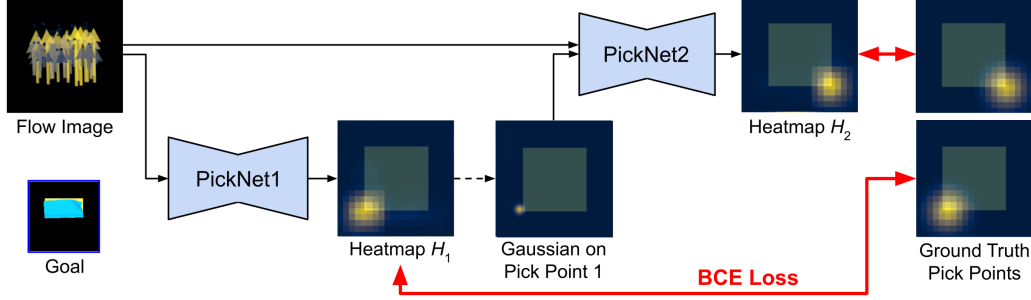 PickNet2
Flow Image
Heatmap H₂
PickNet1
Goal
Heatmap H₁
Gaussian on
Pick Point 1
Ground Truth
Pick Points
BCE Loss